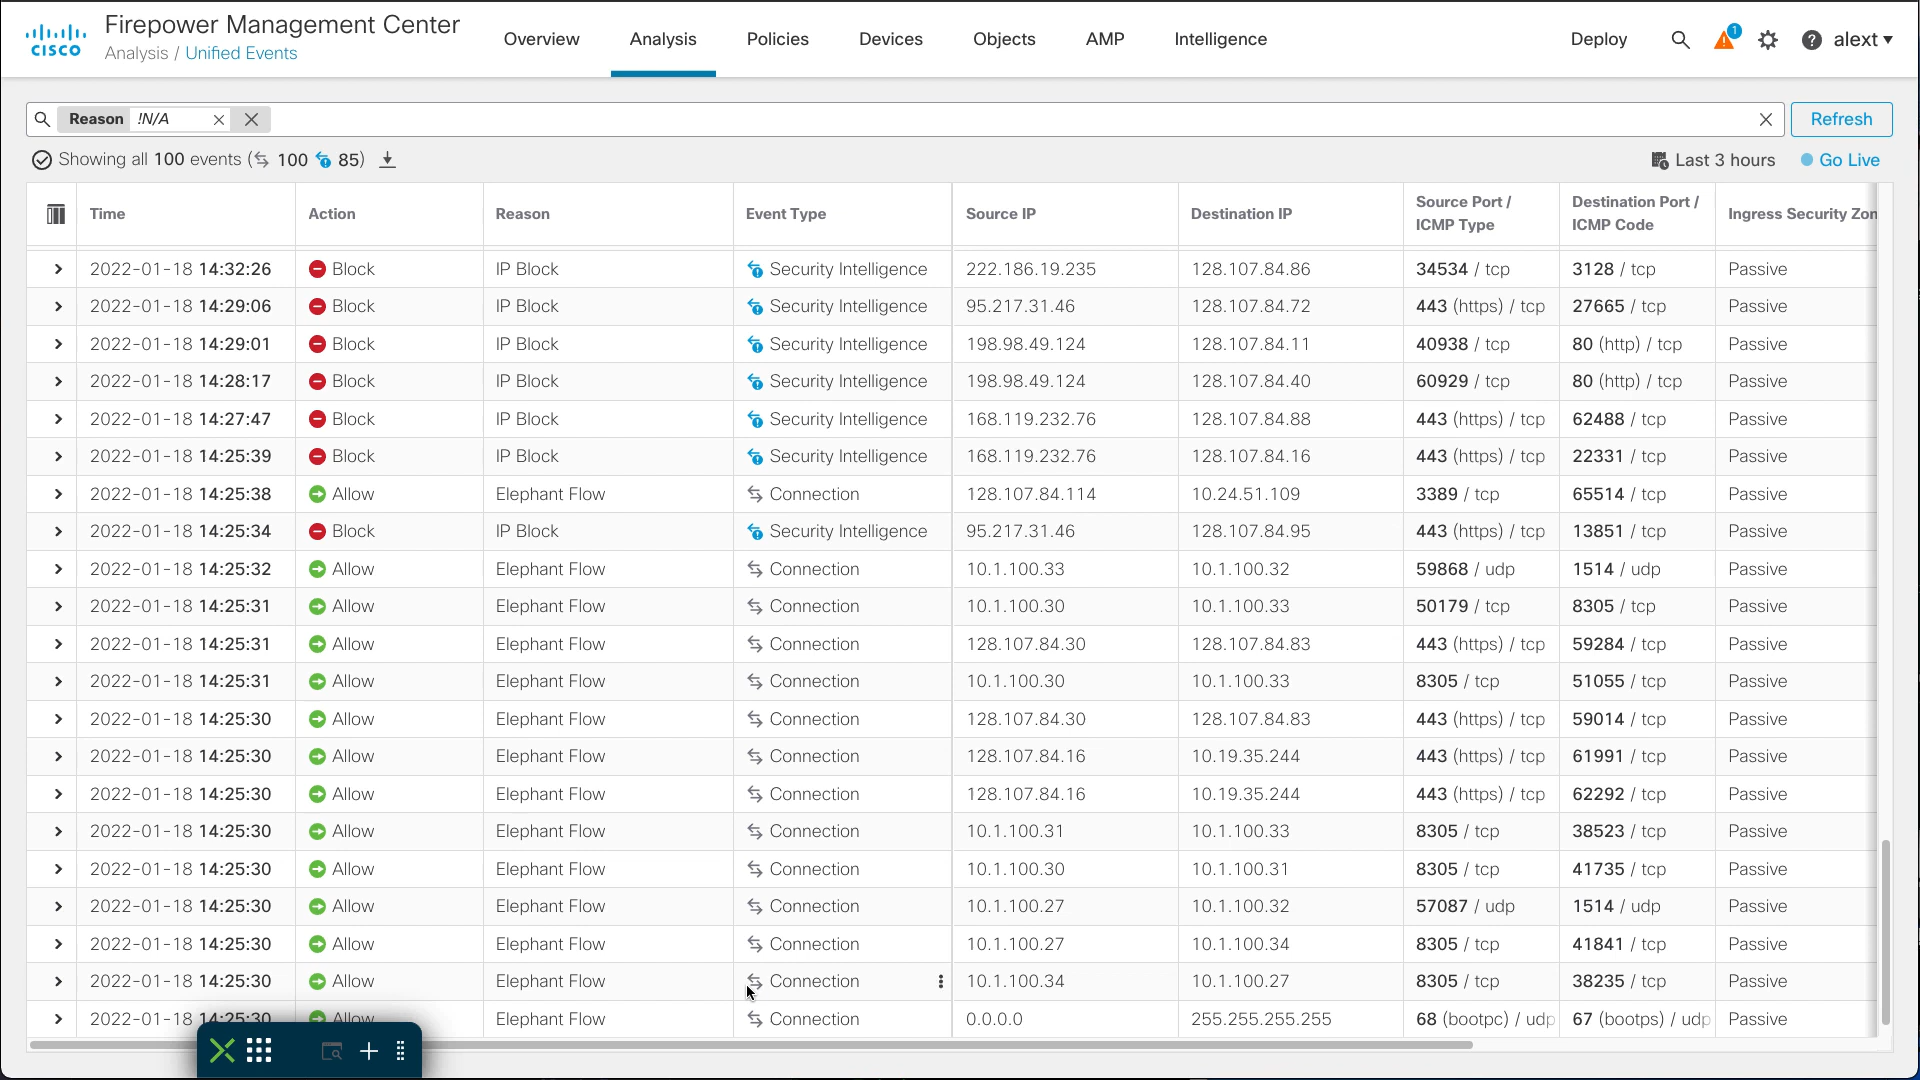 Firepower Management Center
cisco
Analysis / Unified Events
Overview Analysis Policies Devices Objects AMP Intelligence Deploy 1 ? alext
Reason !N/A Refresh
Showing all 100 events ( 100 85) Last 3 hours Go Live
Time Action Reason Event Type Source IP Destination IP Source Port / ICMP Type Destination Port / ICMP Code Ingress Security Zon
2022-01-18 14:32:26 Block IP Block Security Intelligence 222.186.19.235 128.107.84.86 34534 / tcp 3128 / tcp Passive
2022-01-18 14:29:06 Block IP Block Security Intelligence 95.217.31.46 128.107.84.72 443 (https) / tcp 27665 / tcp Passive
2022-01-18 14:29:01 Block IP Block Security Intelligence 198.98.49.124 128.107.84.11 40938 / tcp 80 (http) / tcp Passive
2022-01-18 14:28:17 Block IP Block Security Intelligence 198.98.49.124 128.107.84.40 60929 / tcp 80 (http) / tcp Passive
2022-01-18 14:27:47 Block IP Block Security Intelligence 168.119.232.76 128.107.84.88 443 (https) / tcp 62488 / tcp Passive
2022-01-18 14:25:39 Block IP Block Security Intelligence 168.119.232.76 128.107.84.16 443 (https) / tcp 22331 / tcp Passive
2022-01-18 14:25:38 Allow Elephant Flow Connection 128.107.84.114 10.24.51.109 3389 / tcp 65514 / tcp Passive
2022-01-18 14:25:34 Block IP Block Security Intelligence 95.217.31.46 128.107.84.95 443 (https) / tcp 13851 / tcp Passive
2022-01-18 14:25:32 Allow Elephant Flow Connection 10.1.100.33 10.1.100.32 59868 / udp 1514 / udp Passive
2022-01-18 14:25:31 Allow Elephant Flow Connection 10.1.100.30 10.1.100.33 50179 / tcp 8305 / tcp Passive
2022-01-18 14:25:31 Allow Elephant Flow Connection 128.107.84.30 128.107.84.83 443 (https) / tcp 59284 / tcp Passive
2022-01-18 14:25:31 Allow Elephant Flow Connection 10.1.100.30 10.1.100.33 8305 / tcp 51055 / tcp Passive
2022-01-18 14:25:30 Allow Elephant Flow Connection 128.107.84.30 128.107.84.83 443 (https) / tcp 59014 / tcp Passive
2022-01-18 14:25:30 Allow Elephant Flow Connection 128.107.84.16 10.19.35.244 443 (https) / tcp 61991 / tcp Passive
2022-01-18 14:25:30 Allow Elephant Flow Connection 128.107.84.16 10.19.35.244 443 (https) / tcp 62292 / tcp Passive
2022-01-18 14:25:30 Allow Elephant Flow Connection 10.1.100.31 10.1.100.33 8305 / tcp 38523 / tcp Passive
2022-01-18 14:25:30 Allow Elephant Flow Connection 10.1.100.30 10.1.100.31 8305 / tcp 41735 / tcp Passive
2022-01-18 14:25:30 Allow Elephant Flow Connection 10.1.100.27 10.1.100.32 57087 / udp 1514 / udp Passive
2022-01-18 14:25:30 Allow Elephant Flow Connection 10.1.100.27 10.1.100.34 8305 / tcp 41841 / tcp Passive
2022-01-18 14:25:30 Allow Elephant Flow Connection 10.1.100.34 10.1.100.27 8305 / tcp 38235 / tcp Passive
2022-01-18 14:25:30 Allow Elephant Flow Connection 0.0.0.0 255.255.255.255 68 (bootpc) / udp 67 (bootps) / udp Passive